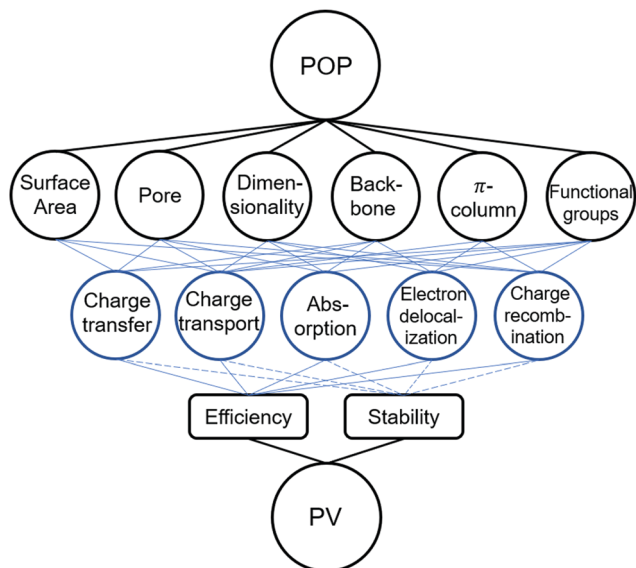 POP
Surface
Area
Pore
Dimen-
sionality
Back-
bone
π-
column
Functional
groups
Charge
transfer
Charge
transport
Abs-
orption
Electron
delocal-
ization
Charge
recomb-
ination
Efficiency
Stability
PV